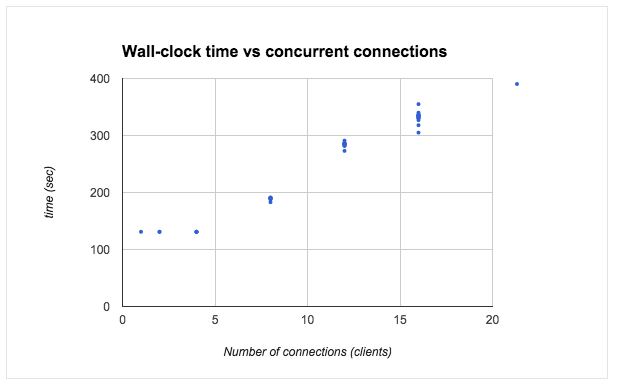 Wall-clock time vs concurrent connections
400
300
200
100
0
time (sec)
0 5 10 15 20
Number of connections (clients)